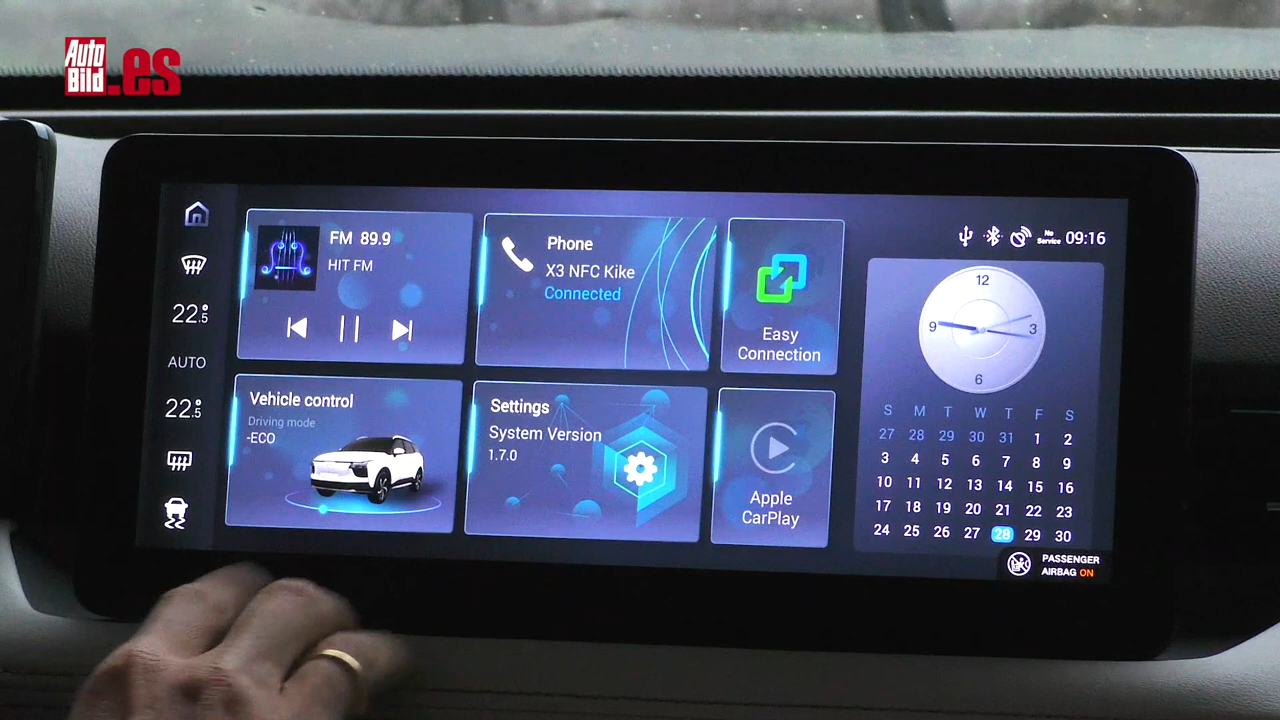 Auto
Bild.es
FM 89.9
HIT FM
Phone
X3 NFC Kike
Connected
Easy
Connection
No
Service
09:16
12
9
3
6
22.5
AUTO
22.5
Vehicle control
Driving mode
-ECO
Settings
System Version
1.7.0
Apple
CarPlay
S M T W T F S
27 28 29 30 31 1 2
3 4 5 6 7 8 9
10 11 12 13 14 15 16
17 18 19 20 21 22 23
24 25 26 27 28 29 30
PASSENGER
AIRBAG ON